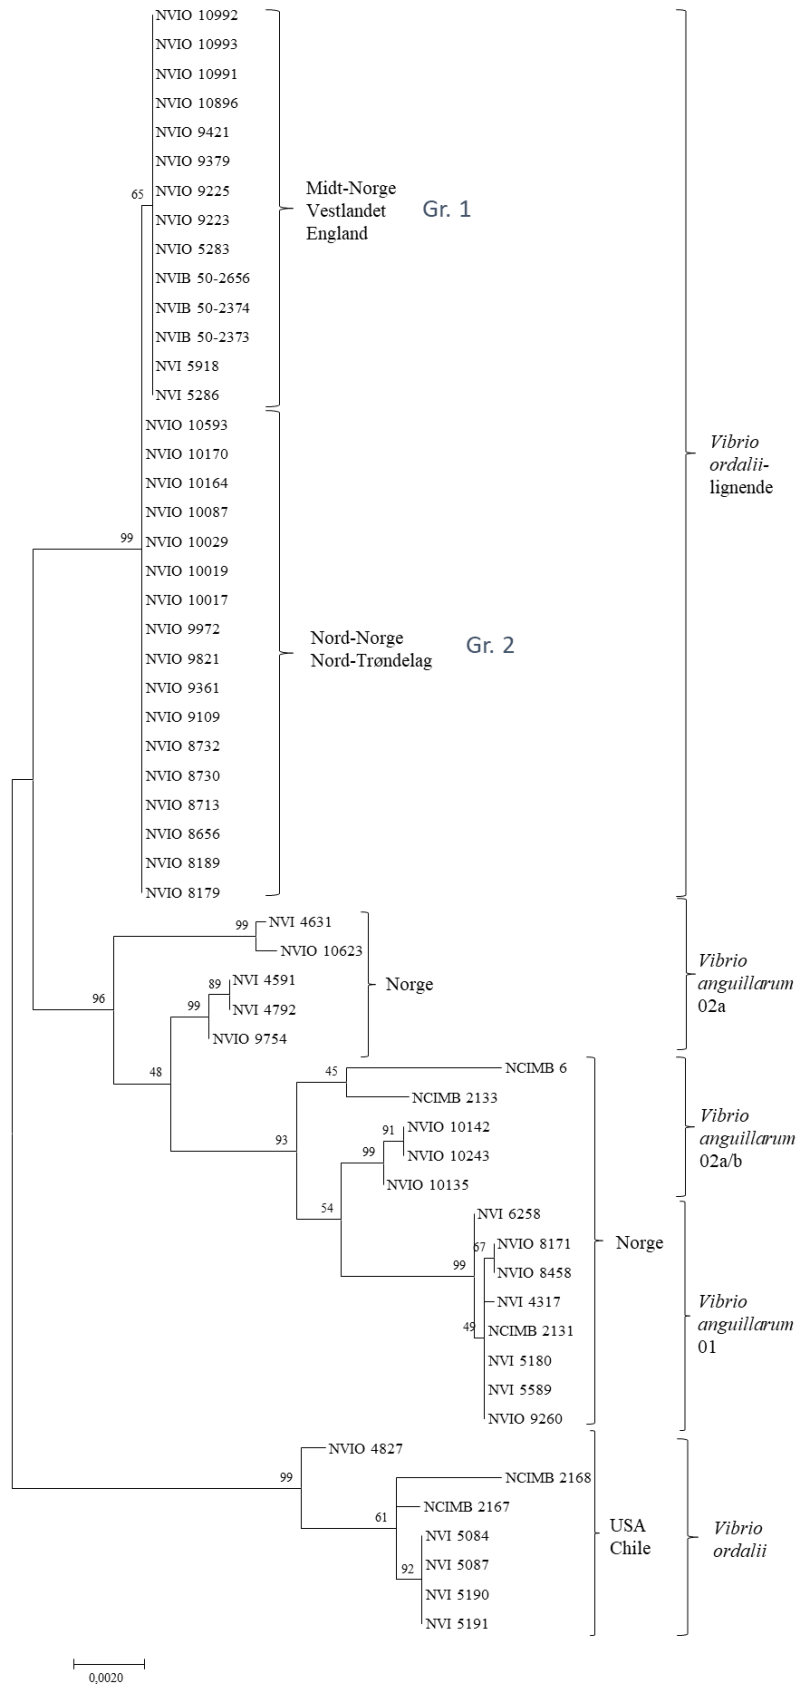 NVIO 10992
NVIO 10993
NVIO 10991
NVIO 10896
NVIO 9421
NVIO 9379
65
NVIO 9225
NVIO 9223
NVIO 5283
NVIB 50-2656
NVIB 50-2374
NVIB 50-2373
NVI 5918
NVI 5286
Midt-Norge
Vestlandet
England
Gr. 1
NVIO 10593
NVIO 10170
NVIO 10164
NVIO 10087
99
NVIO 10029
NVIO 10019
NVIO 10017
NVIO 9972
NVIO 9821
NVIO 9361
NVIO 9109
NVIO 8732
NVIO 8730
NVIO 8713
NVIO 8656
NVIO 8189
NVIO 8179
Nord-Norge
Nord-Trøndelag
Gr. 2
Vibrio
ordalii-
lignende
99
NVI 4631
NVIO 10623
89
NVI 4591
96
99
NVI 4792
NVIO 9754
Norge
Vibrio
anguillarum
02a
48
45
NCIMB 6
NCIMB 2133
91
NVIO 10142
93
99
NVIO 10243
NVIO 10135
Vibrio
anguillarum
02a/b
54
NVI 6258
67
NVIO 8171
99
NVIO 8458
NVI 4317
49
NCIMB 2131
NVI 5180
NVI 5589
NVIO 9260
Norge
Vibrio
anguillarum
01
NVIO 4827
99
NCIMB 2168
NCIMB 2167
61
NVI 5084
92
NVI 5087
NVI 5190
NVI 5191
USA
Chile
Vibrio
ordalii
0,0020